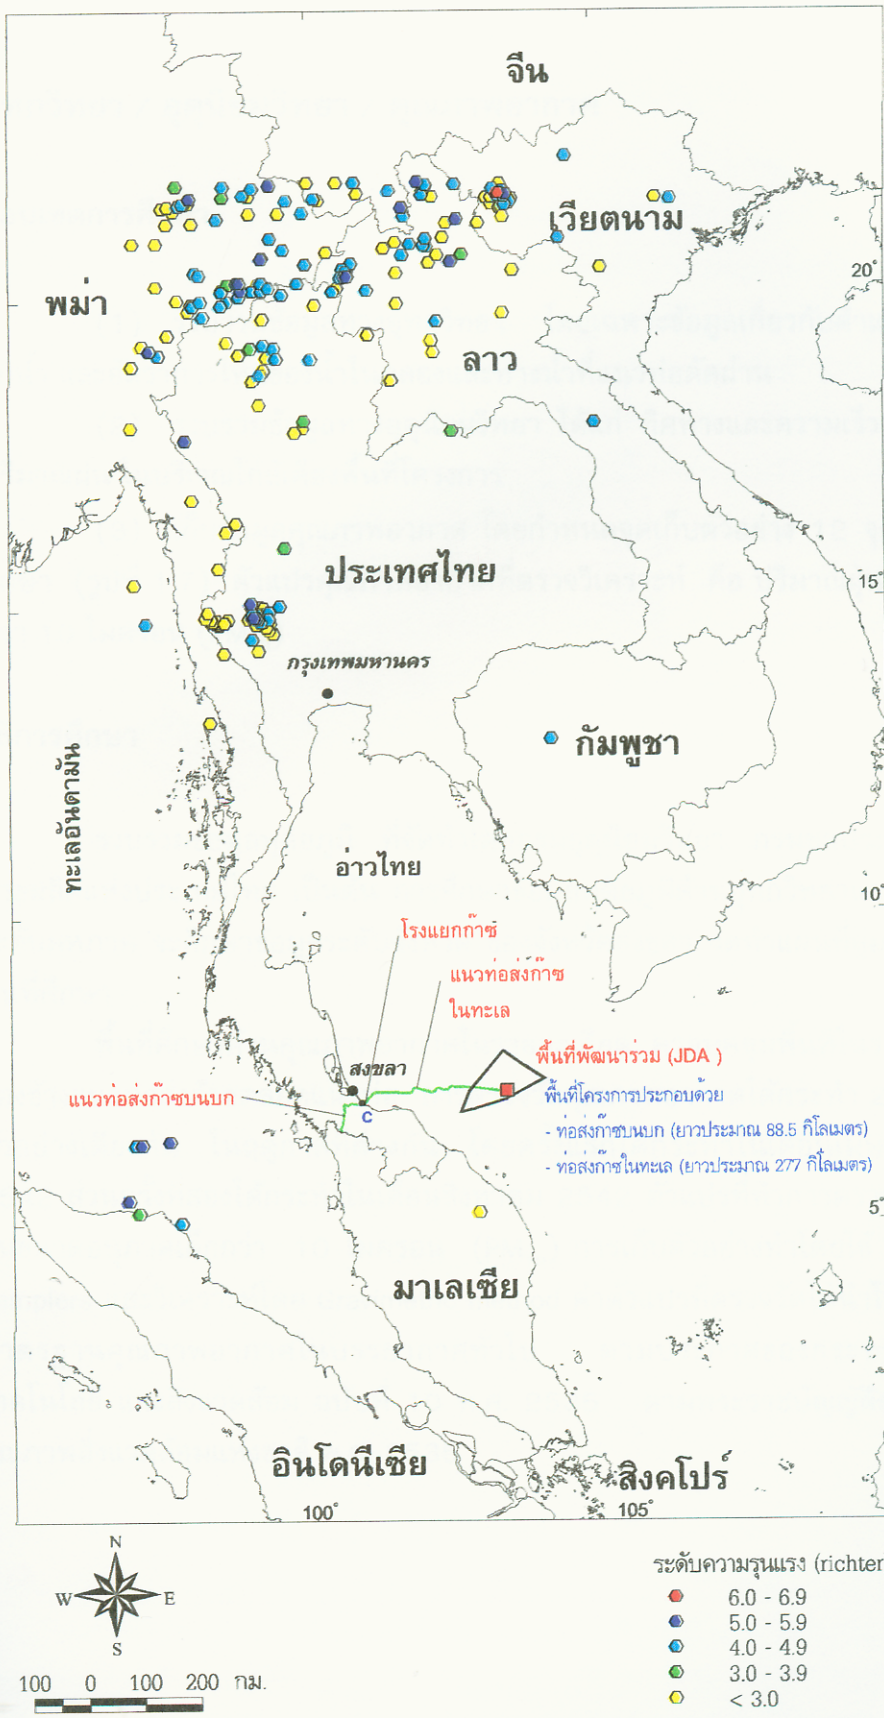 จีน
เวียตนาม
20°
พม่า
ลาว
ประเทศไทย
15°
กรุงเทพมหานคร
กัมพูชา
ทะเลอันดามัน
อ่าวไทย
10°
โรงแยกก๊าซ
แนวท่อส่งก๊าซ
ในทะเล
พื้นที่พัฒนาร่วม (JDA )
สงขลา
แนวท่อส่งก๊าซบนบก
C
พื้นที่โครงการประกอบด้วย
- ท่อส่งก๊าซบนบก (ยาวประมาณ 88.5 กิโลเมตร)
- ท่อส่งก๊าซในทะเล (ยาวประมาณ 277 กิโลเมตร)
5°
มาเลเซีย
อินโดนีเซีย
สิงคโปร์
100°
105°
N
W
E
S
ระดับความรุนแรง (richter
6.0 - 6.9
5.0 - 5.9
4.0 - 4.9
3.0 - 3.9
< 3.0
100 0 100 200 กม.